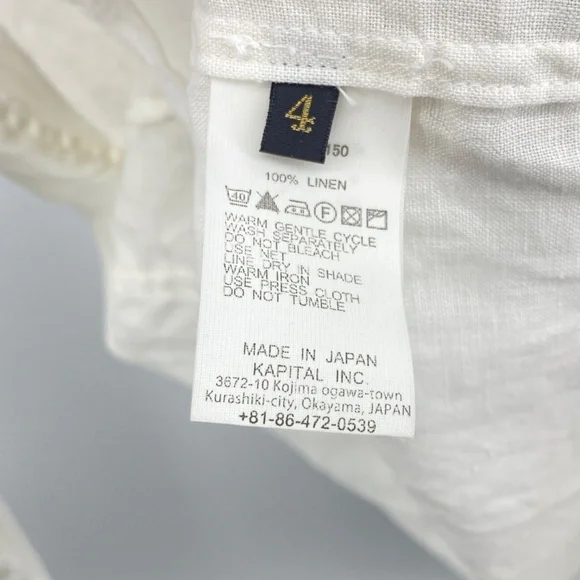 4
150
100% LINEN
40 F
WARM GENTLE CYCLE
WASH SEPARATELY
DO NOT BLEACH
USE NET
LINE DRY IN SHADE
WARM IRON
USE PRESS CLOTH
DO NOT TUMBLE
MADE IN JAPAN
KAPITAL INC.
3672-10 Kojima ogawa-town
Kurashiki-city, Okayama, JAPAN
+81-86-472-0539